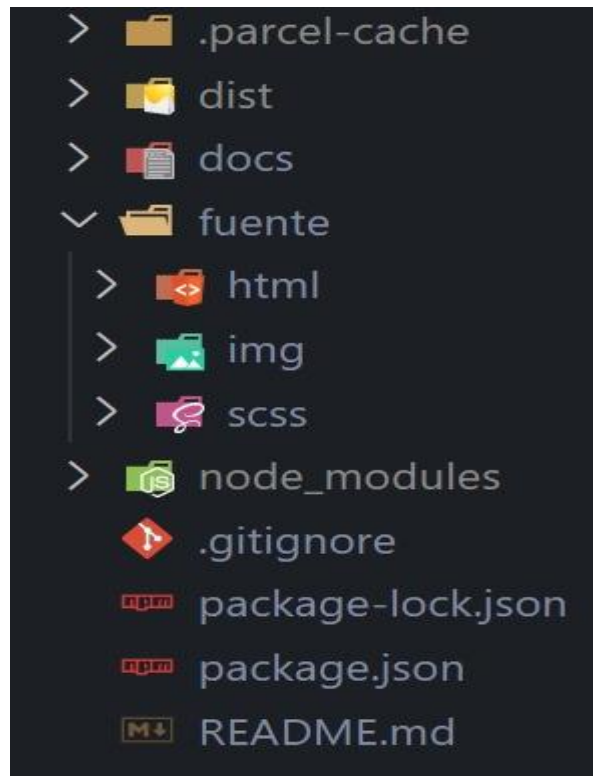 .parcel-cache
dist
docs
fuente
html
img
scss
node_modules
.gitignore
package-lock.json
package.json
README.md